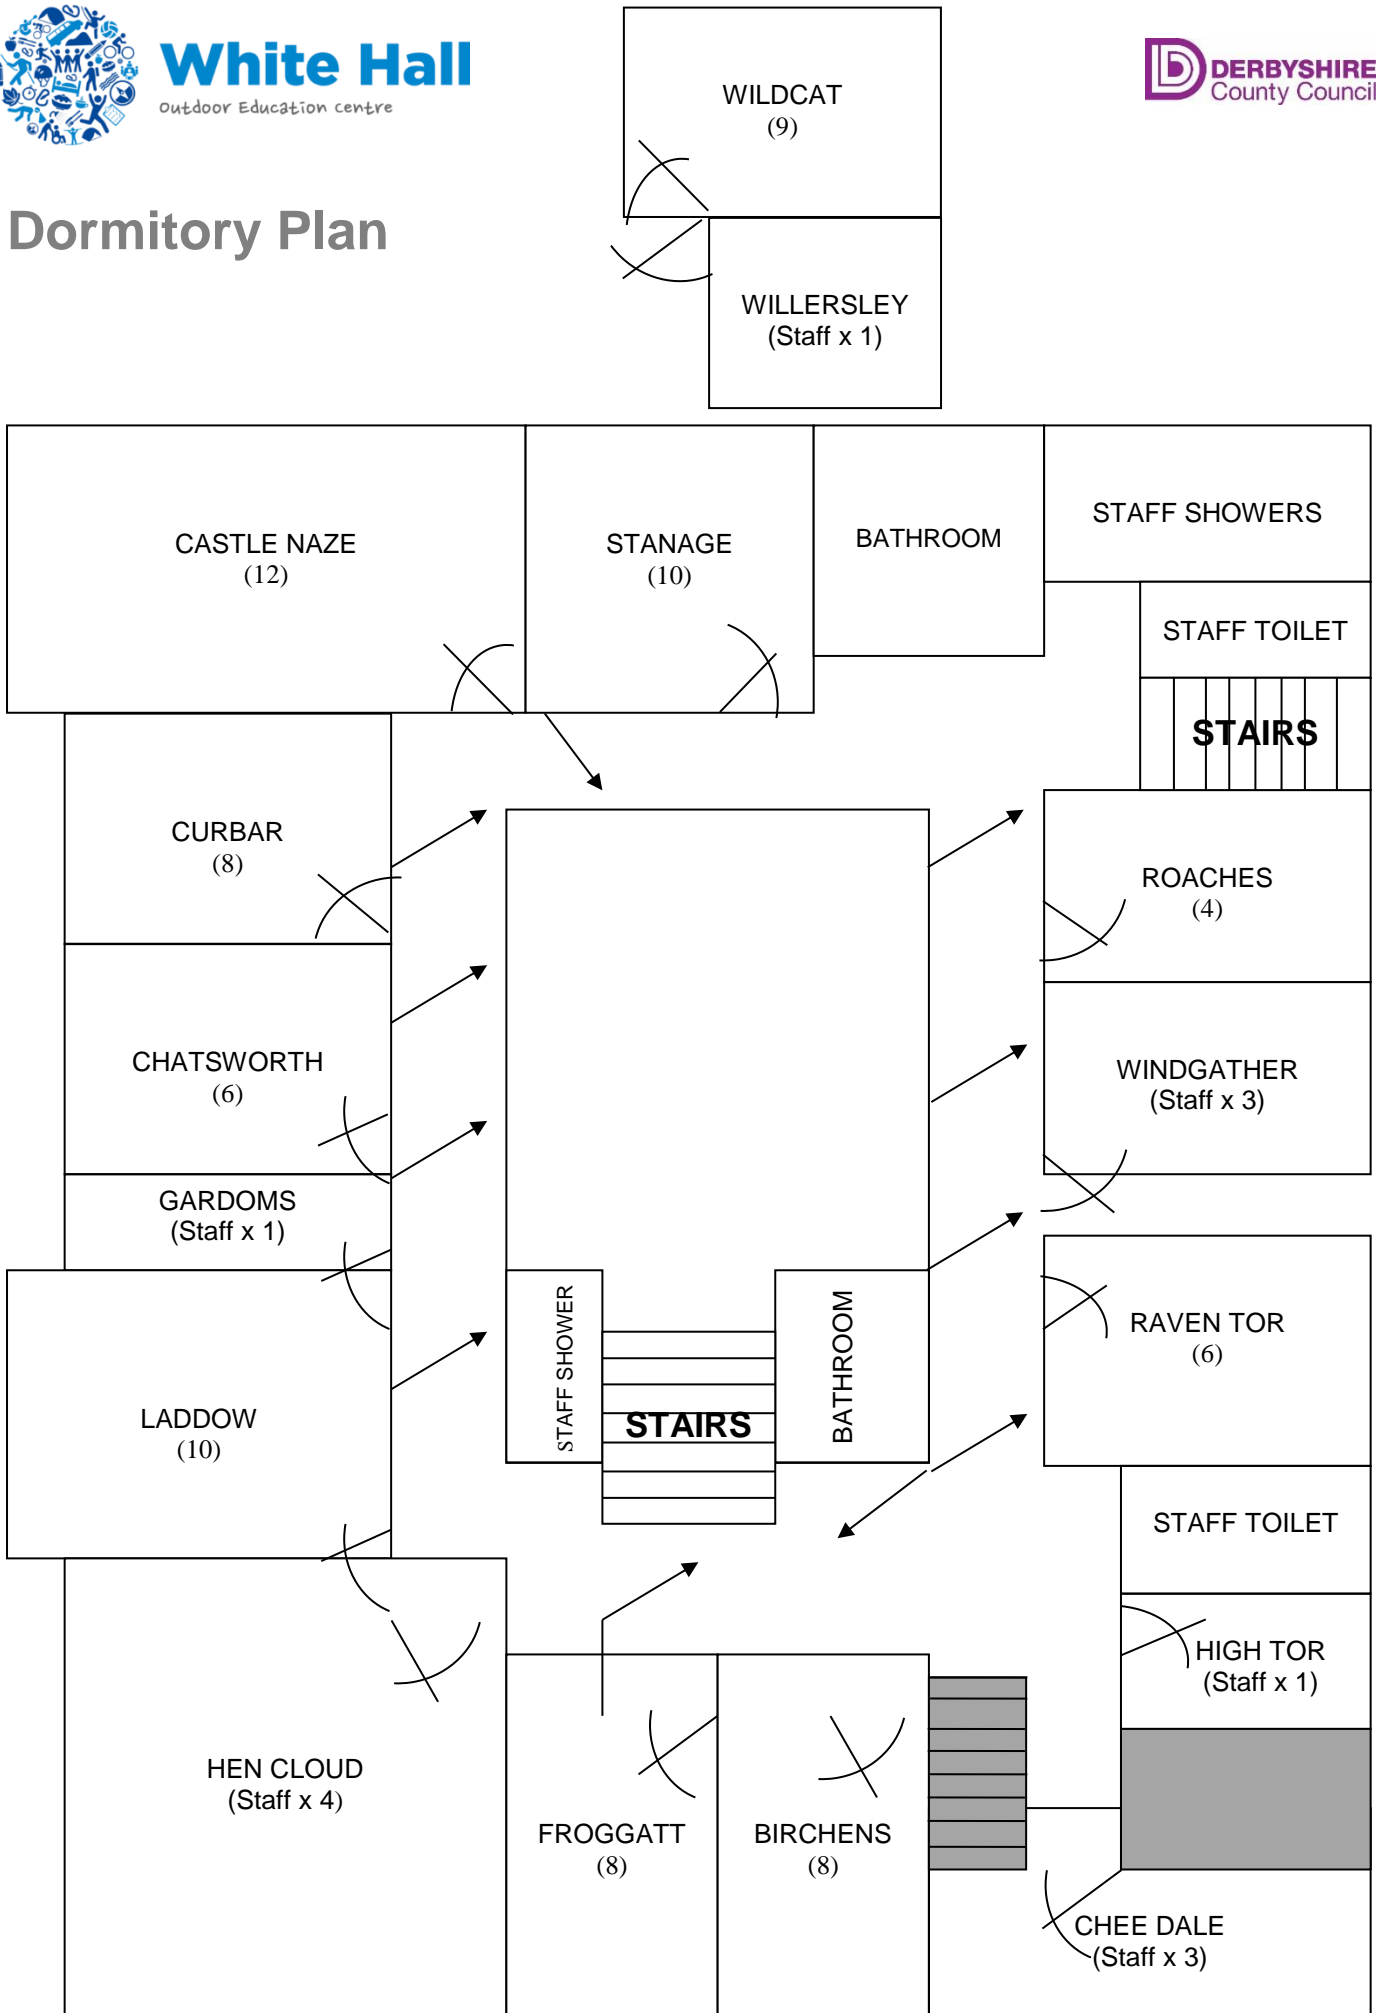 White Hall
Outdoor Education centre
DERBYSHIRE
County Council
Dormitory Plan
WILDCAT
(9)
WILLERSLEY
(Staff x 1)
CASTLE NAZE
(12)
STANAGE
(10)
BATHROOM
STAFF SHOWERS
STAFF TOILET
STAIRS
CURBAR
(8)
ROACHES
(4)
CHATSWORTH
(6)
WINDGATHER
(Staff x 3)
GARDOMS
(Staff x 1)
STAFF SHOWER
STAIRS
BATHROOM
RAVEN TOR
(6)
LADDOW
(10)
STAFF TOILET
HIGH TOR
(Staff x 1)
HEN CLOUD
(Staff x 4)
FROGGATT
(8)
BIRCHENS
(8)
CHEE DALE
(Staff x 3)